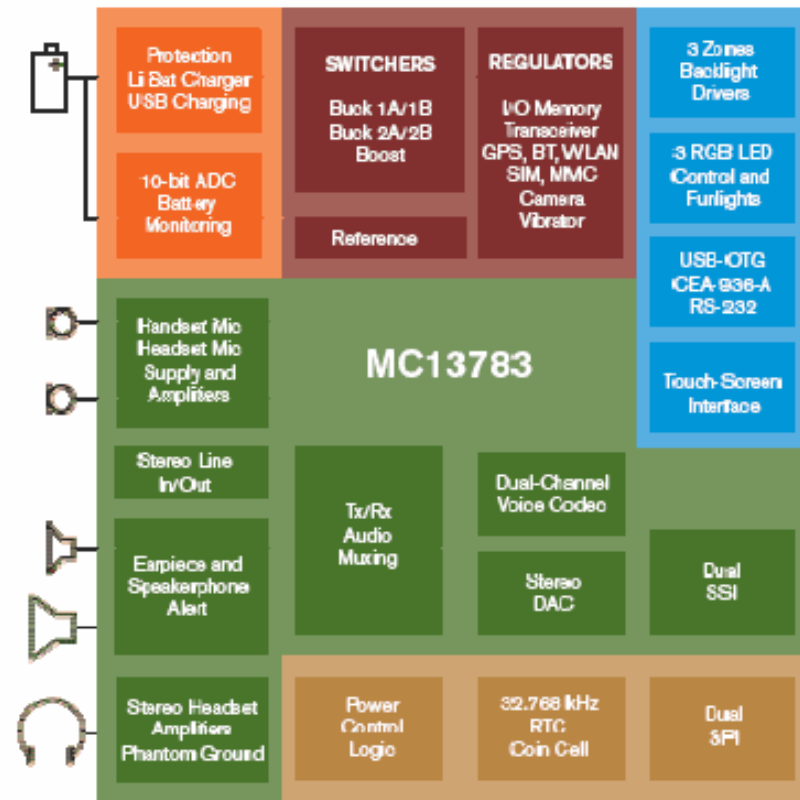 Protection
Li Bat Charger
USB Charging
10-bit ADC
Battery
Monitoring
SWITCHERS
Buck 1A/1B
Buck 2A/2B
Boost
Reference
REGULATORS
I/O Memory
Transceiver
GPS, BT, WLAN
SIM, MMC
Camera
Vibrator
3 Zones
Backlight
Drivers
3 RGB LED
Control and
Funlights
USB-OTG
CEA-936-A
RS-232
Touch-Screen
Interface
MC13783
Handset Mic
Headset Mic
Supply and
Amplifiers
Stereo Line
In/Out
Earpiece and
Speakerphone
Alert
Stereo Headset
Amplifiers
Phantom Ground
Tx/Rx
Audio
Muxing
Dual-Channel
Voice Codec
Stereo
DAC
Dual
SSI
Power
Control
Logic
32.768 kHz
RTC
Coin Cell
Dual
SPI